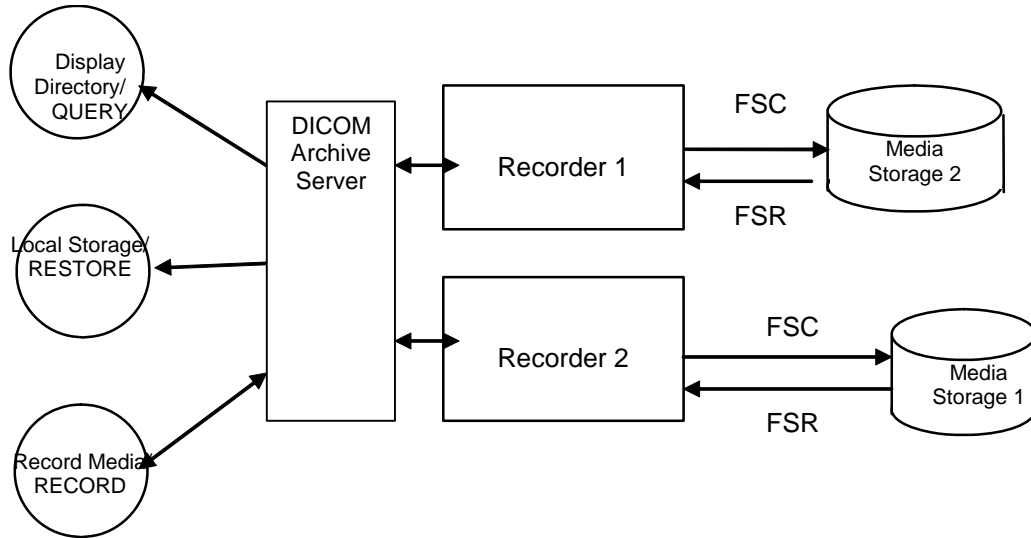 Display
Directory/
QUERY
DICOM
Archive
Server
Recorder 1
FSC
FSR
Media
Storage 2
Local Storage/
RESTORE
Recorder 2
FSC
FSR
Media
Storage 1
Record Media/
RECORD